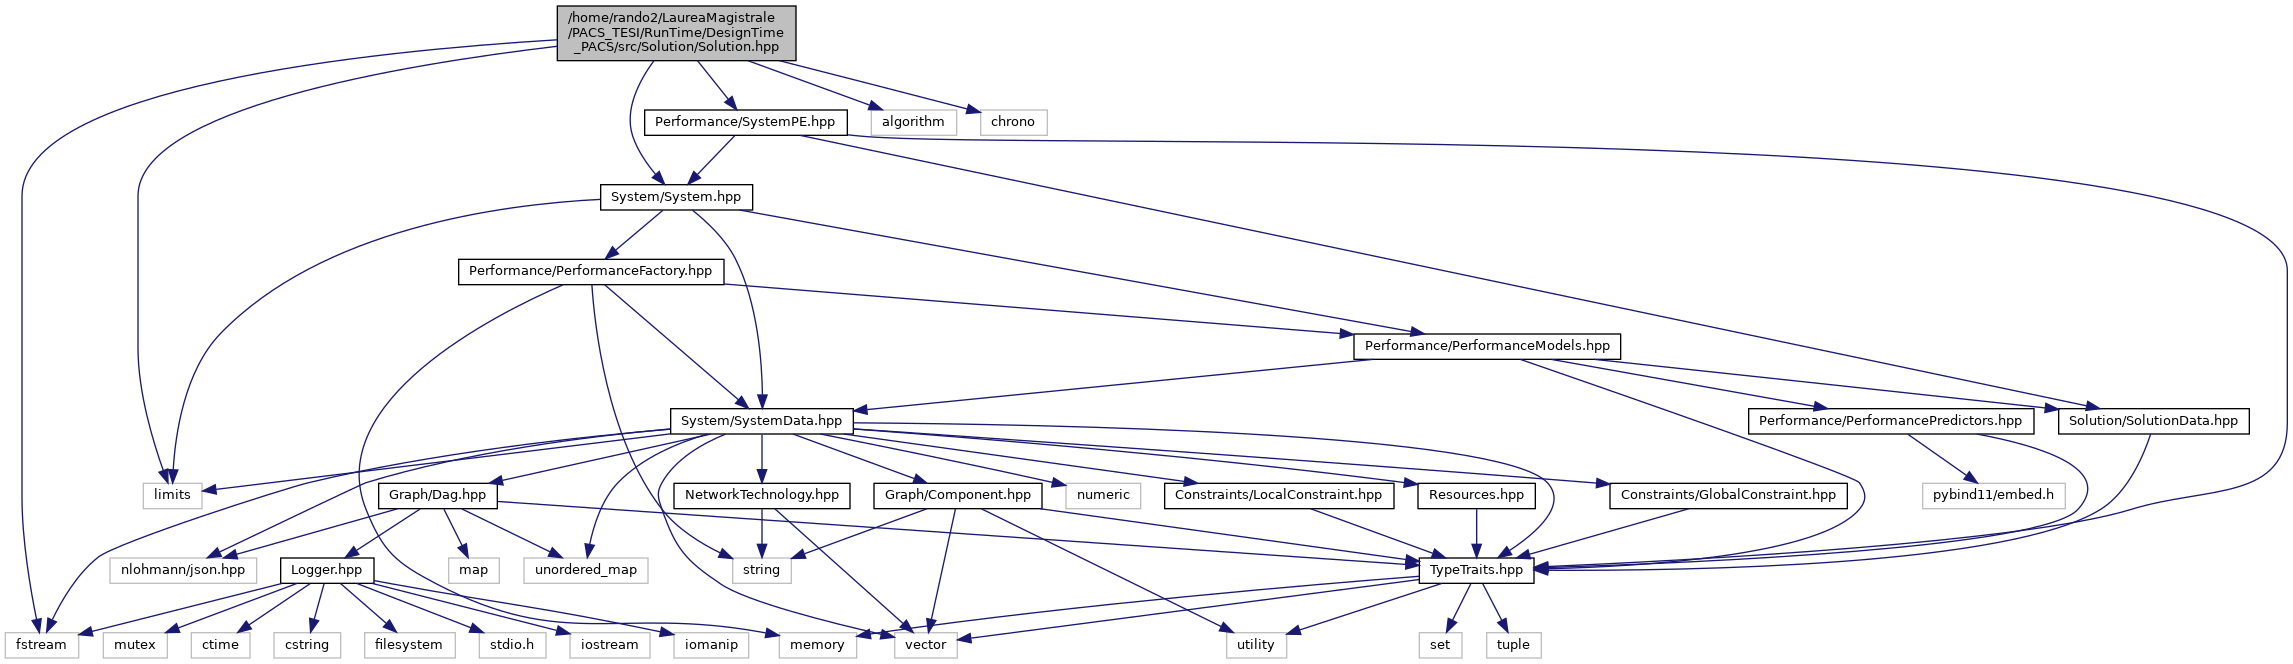 /home/rando2/LaureaMagistrale
/PACS_TESI/RunTime/DesignTime
_PACS/src/Solution/Solution.hpp
Performance/SystemPE.hpp
algorithm
chrono
System/System.hpp
Performance/PerformanceFactory.hpp
Performance/PerformanceModels.hpp
System/SystemData.hpp
Performance/PerformancePredictors.hpp
Solution/SolutionData.hpp
limits
Graph/Dag.hpp
NetworkTechnology.hpp
Graph/Component.hpp
numeric
Constraints/LocalConstraint.hpp
Resources.hpp
Constraints/GlobalConstraint.hpp
pybind11/embed.h
nlohmann/json.hpp
Logger.hpp
map
unordered_map
string
TypeTraits.hpp
fstream
mutex
ctime
cstring
filesystem
stdio.h
iostream
iomanip
memory
vector
utility
set
tuple